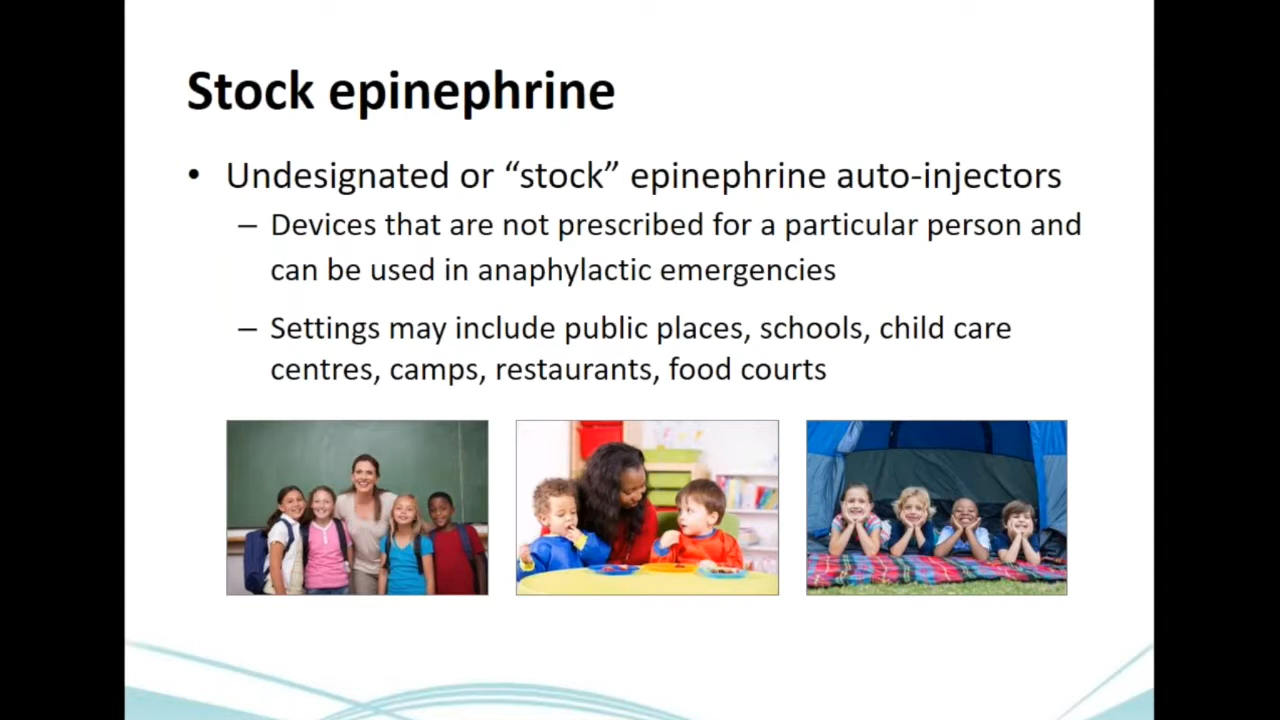 Stock epinephrine
• Undesignated or “stock” epinephrine auto-injectors
– Devices that are not prescribed for a particular person and
can be used in anaphylactic emergencies
– Settings may include public places, schools, child care
centres, camps, restaurants, food courts